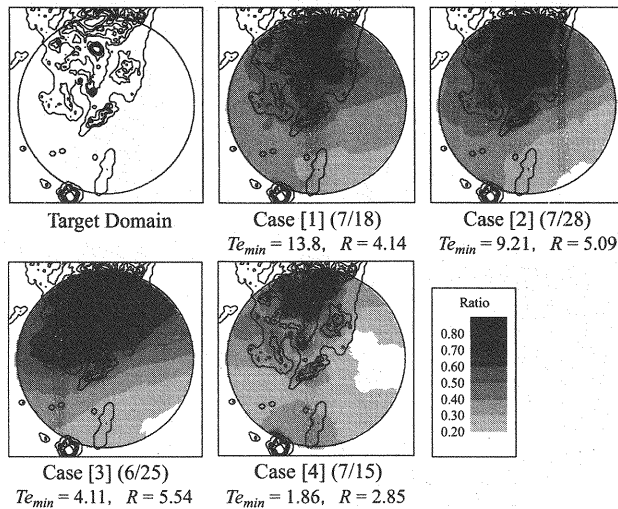 Target Domain
Case [1] (7/18)
Te_min = 13.8, R = 4.14
Case [2] (7/28)
Te_min = 9.21, R = 5.09
Case [3] (6/25)
Te_min = 4.11, R = 5.54
Case [4] (7/15)
Te_min = 1.86, R = 2.85
Ratio
0.80
0.70
0.60
0.50
0.40
0.30
0.20